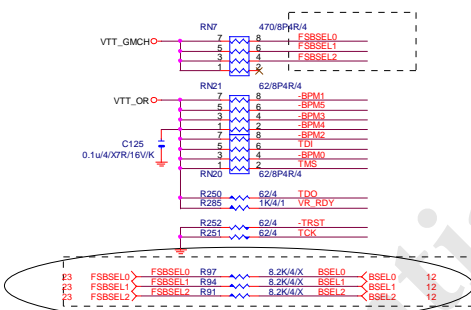 RN7 470/8P4R/4
VTT_GMCH 7 8 FSBSEL0
5 6 FSBSEL1
3 4 FSBSEL2
1 2
RN21 62/8P4R/4
VTT_OR 7 8 -BPM1
5 6 -BPM5
3 4 -BPM3
1 2 -BPM4
7 8 -BPM2
5 6 TDI
3 4 -BPM0
1 2 TMS
C125
0.1u/4/X7R/16V/K
RN20 62/8P4R/4
R250 62/4 TDO
R285 1K/4/1 VR_RDY
R252 62/4 -TRST
R251 62/4 TCK
23 FSBSEL0 FSBSEL0 R97 8.2K/4/X BSEL0 BSEL0 12
23 FSBSEL1 FSBSEL1 R94 8.2K/4/X BSEL1 BSEL1 12
23 FSBSEL2 FSBSEL2 R91 8.2K/4/X BSEL2 BSEL2 12